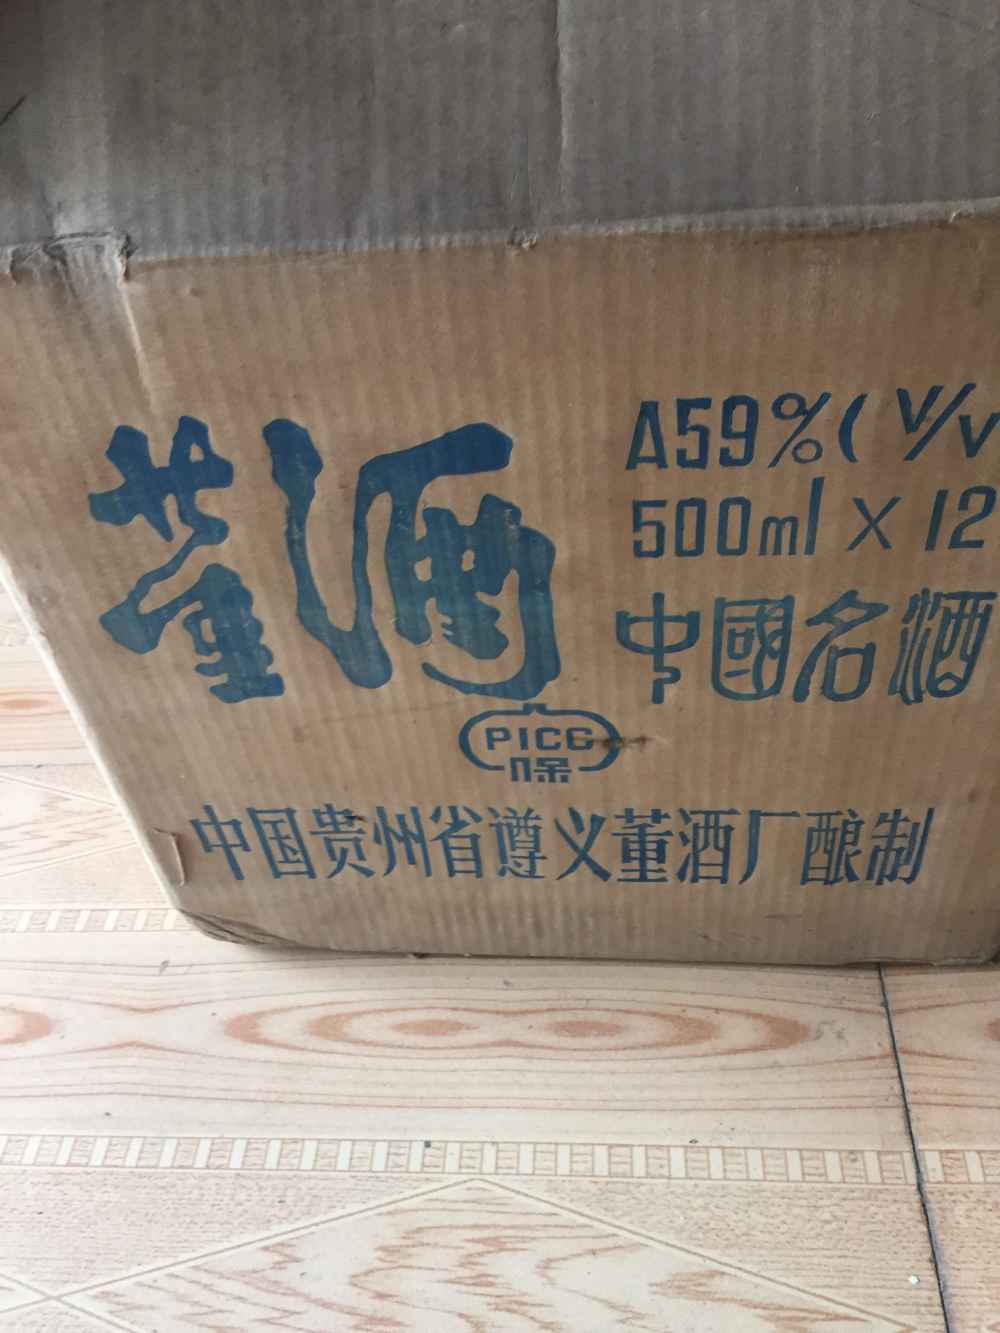 董酒
A59%(V/V
500ml×12
中國名酒
PICC
保
中国贵州省遵义董酒厂酿制